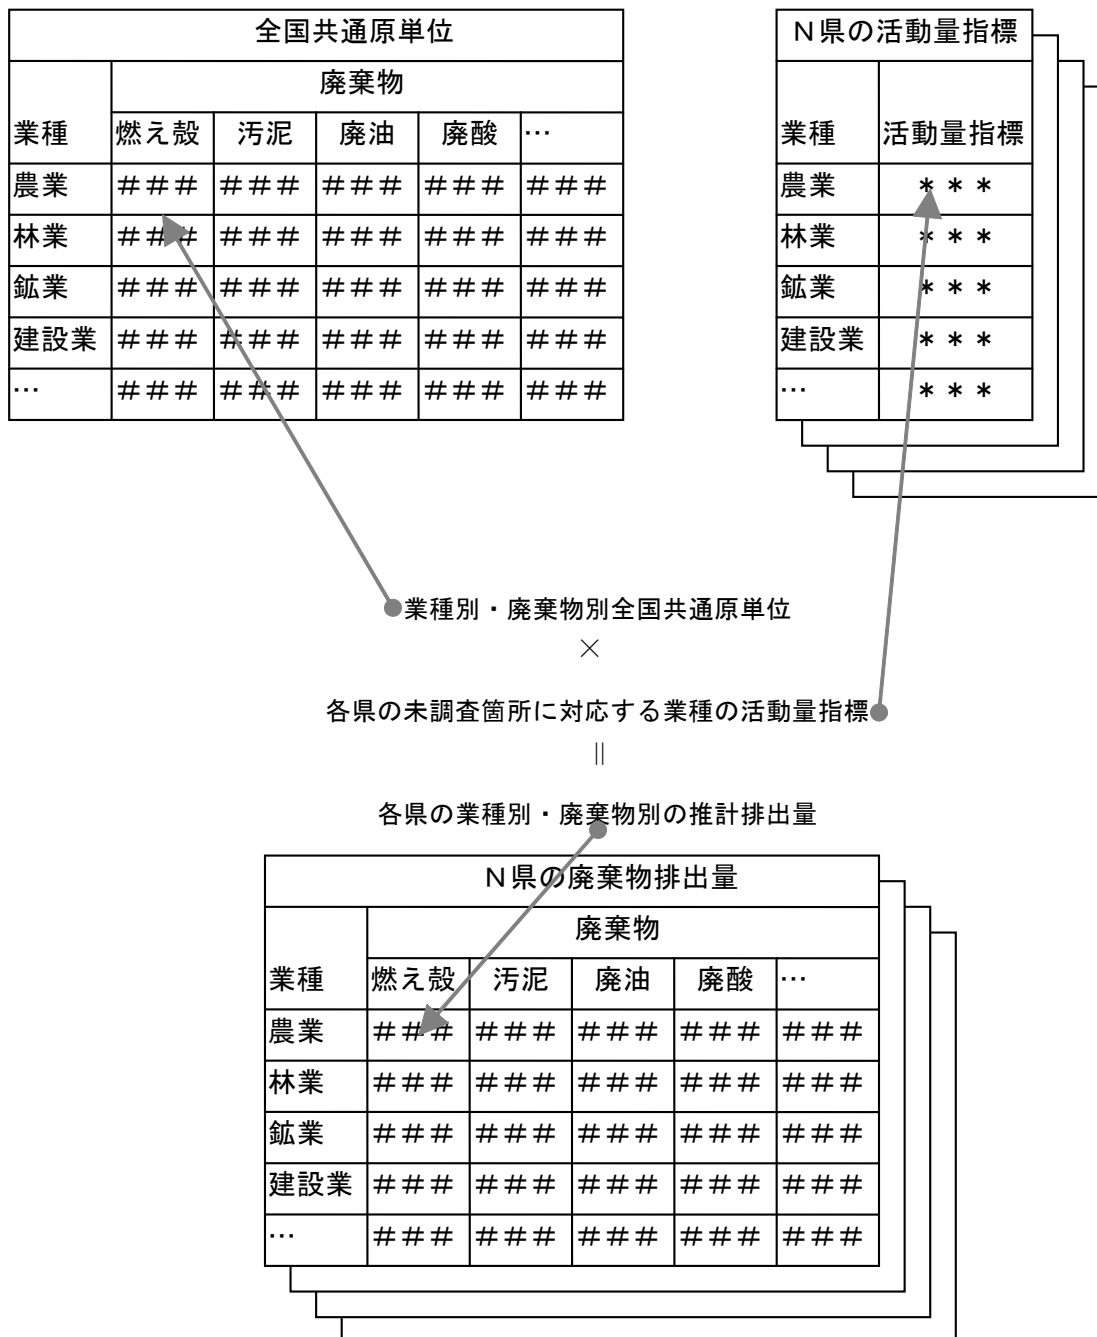 全国共通原単位
廃棄物
業種 燃え殻 汚泥 廃油 廃酸 …
農業 ### ### ### ### ###
林業 ### ### ### ### ###
鉱業 ### ### ### ### ###
建設業 ### ### ### ### ###
… ### ### ### ### ###
N県の活動量指標
業種 活動量指標
農業 ***
林業 ***
鉱業 ***
建設業 ***
… ***
業種別・廃棄物別全国共通原単位
×
各県の未調査箇所に対応する業種の活動量指標
||
各県の業種別・廃棄物別の推計排出量
N県の廃棄物排出量
廃棄物
業種 燃え殻 汚泥 廃油 廃酸 …
農業 ### ### ### ### ###
林業 ### ### ### ### ###
鉱業 ### ### ### ### ###
建設業 ### ### ### ### ###
… ### ### ### ### ###